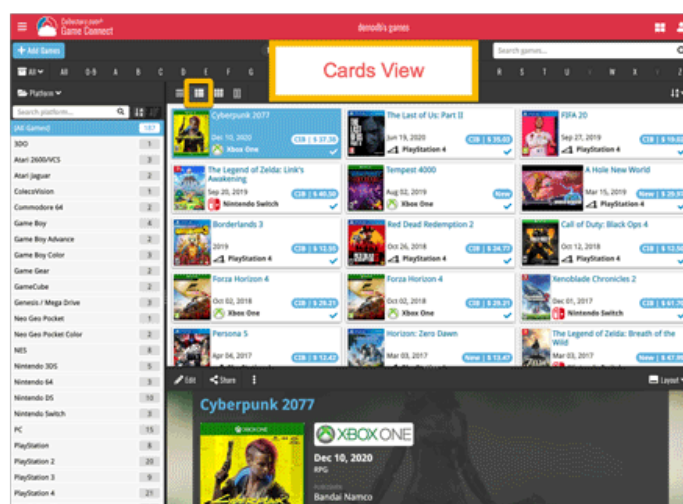 Collectorz.com®
Game Connect
demodb's games
+ Add Games
Cards View
Search games...
All
All 0-9 A B C D E F G
R S T U W X Z
Platform
Search platform...
[All Games] 187
3DO 1
Atari 2600/VCS 3
Atari Jaguar 2
ColecoVision 1
Commodore 64 2
Game Boy 4
Game Boy Advance 2
Game Boy Color 3
Game Gear 2
GameCube 2
Genesis / Mega Drive 3
Neo Geo Pocket 1
Neo Geo Pocket Color 2
NES 8
Nintendo 3DS 5
Nintendo 64 3
Nintendo DS 10
Nintendo Switch 3
PC 15
PlayStation 8
PlayStation 2 20
PlayStation 3 9
PlayStation 4 21
Cyberpunk 2077
Dec 10, 2020
CIB | $ 37.36
Xbox One
The Last of Us: Part II
Jun 19, 2020
CIB | $ 35.03
PlayStation 4
FIFA 20
Sep 27, 2019
PlayStation 4
The Legend of Zelda: Link's
Awakening
Sep 20, 2019
CIB | $ 40.50
Nintendo Switch
Tempest 4000
Aug 02, 2019
New
Xbox One
A Hole New World
Mar 15, 2019
PlayStation 4
Borderlands 3
2019
CIB | $ 12.55
PlayStation 4
Red Dead Redemption 2
Oct 26, 2018
CIB | $ 24.77
PlayStation 4
Call of Duty: Black Ops 4
Oct 12, 2018
PlayStation 4
Forza Horizon 4
Oct 02, 2018
CIB | $ 29.21
Xbox One
Forza Horizon 4
Oct 02, 2018
CIB | $ 29.21
Xbox One
Xenoblade Chronicles 2
Dec 01, 2017
Nintendo Switch
Persona 5
Apr 04, 2017
CIB | $ 12.42
Horizon: Zero Dawn
Mar 03, 2017
New | $ 13.47
The Legend of Zelda: Breath of the
Wild
Mar 03, 2017
Edit
Share
Layout
Cyberpunk 2077
XBOX ONE
Dec 10, 2020
RPG
PUBLISHER
Bandai Namco